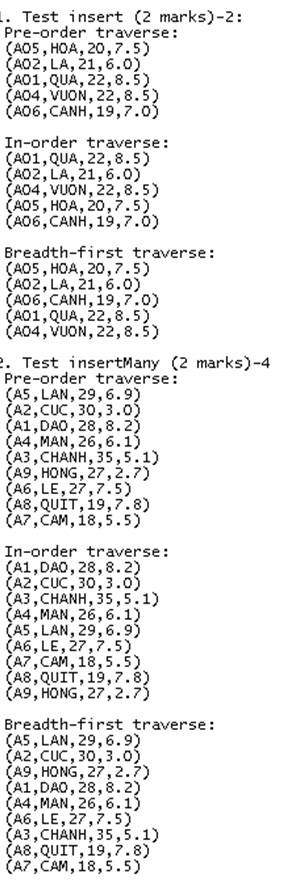 1. Test insert (2 marks)-2:
Pre-order traverse:
(A05,HOA,20,7.5)
(A02,LA,21,6.0)
(A01,QUA,22,8.5)
(A04,VUON,22,8.5)
(A06,CANH,19,7.0)
In-order traverse:
(A01,QUA,22,8.5)
(A02,LA,21,6.0)
(A04,VUON,22,8.5)
(A05,HOA,20,7.5)
(A06,CANH,19,7.0)
Breadth-first traverse:
(A05,HOA,20,7.5)
(A02,LA,21,6.0)
(A06,CANH,19,7.0)
(A01,QUA,22,8.5)
(A04,VUON,22,8.5)
2. Test insertMany (2 marks)-4
Pre-order traverse:
(A5,LAN,29,6.9)
(A2,CUC,30,3.0)
(A1,DAO,28,8.2)
(A4,MAN,26,6.1)
(A3,CHANH,35,5.1)
(A9,HONG,27,2.7)
(A6,LE,27,7.5)
(A8,QUIT,19,7.8)
(A7,CAM,18,5.5)
In-order traverse:
(A1,DAO,28,8.2)
(A2,CUC,30,3.0)
(A3,CHANH,35,5.1)
(A4,MAN,26,6.1)
(A5,LAN,29,6.9)
(A6,LE,27,7.5)
(A7,CAM,18,5.5)
(A8,QUIT,19,7.8)
(A9,HONG,27,2.7)
Breadth-first traverse:
(A5,LAN,29,6.9)
(A2,CUC,30,3.0)
(A9,HONG,27,2.7)
(A1,DAO,28,8.2)
(A4,MAN,26,6.1)
(A6,LE,27,7.5)
(A3,CHANH,35,5.1)
(A8,QUIT,19,7.8)
(A7,CAM,18,5.5)